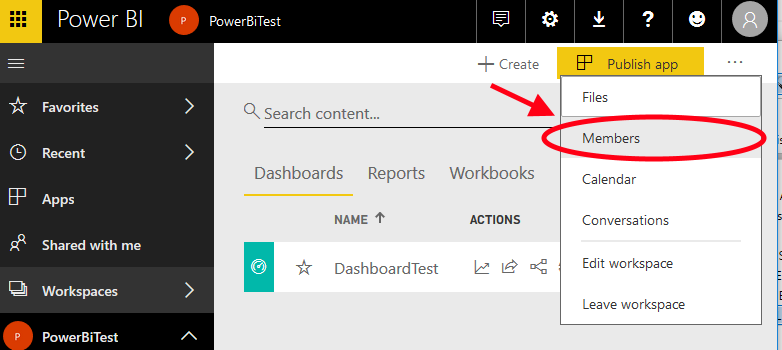 Power BI
P
PowerBiTest
?
Favorites
Recent
Apps
Shared with me
Workspaces
P
PowerBiTest
+ Create
Publish app
...
Search content...
Dashboards
Reports
Workbooks
NAME ↑
ACTIONS
DashboardTest
Files
Members
Calendar
Conversations
Edit workspace
Leave workspace